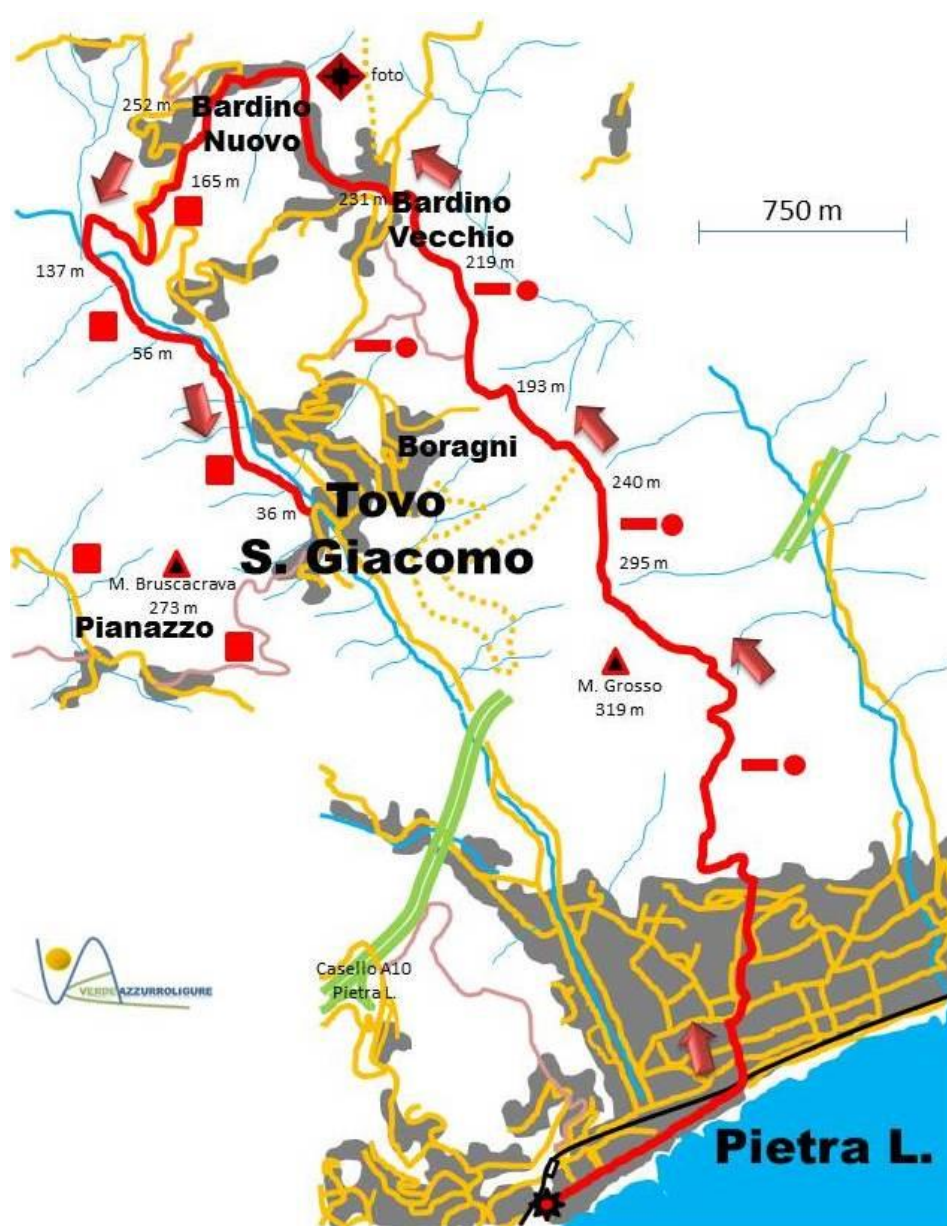 foto
252 m
Bardino
Nuovo
165 m
231 m
Bardino
Vecchio
219 m
750 m
137 m
56 m
193 m
Boragni
240 m
36 m
Tovo
S. Giacomo
295 m
M. Bruscacrava
273 m
Pianazzo
M. Grosso
319 m
Casello A10
Pietra L.
VERDEAZZURROLIGURE
Pietra L.